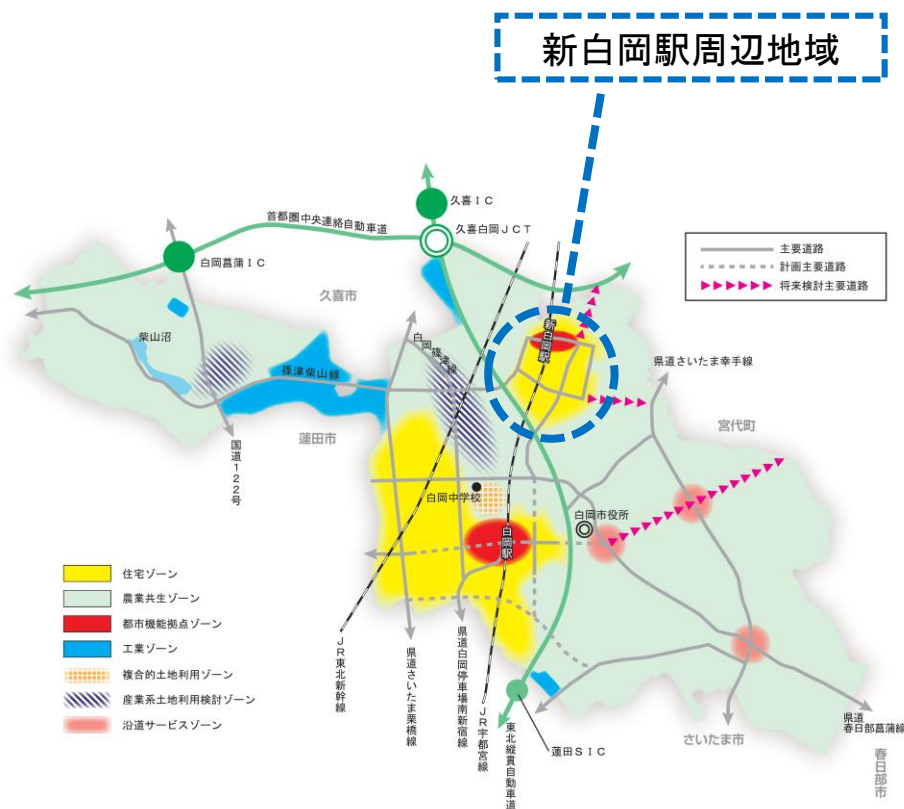 新白岡駅周辺地域
久喜IC
首都圏中央連絡自動車道
久喜白岡JCT
白岡菖蒲IC
久喜市
主要道路
計画主要道路
将来検討主要道路
柴山沼
白岡篠津線
新白岡駅
県道さいたま幸手線
篠津柴山線
宮代町
蓮田市
国道122号
白岡中学校
白岡市役所
白岡駅
住宅ゾーン
農業共生ゾーン
都市機能拠点ゾーン
工業ゾーン
複合的土地利用ゾーン
産業系土地利用検討ゾーン
沿道サービスゾーン
JR東北新幹線
県道さいたま栗橋線
県道白岡停車場南新宿線
JR宇都宮線
東北縦貫自動車道
蓮田SIC
さいたま市
県道
春日部菖蒲線
春日部市